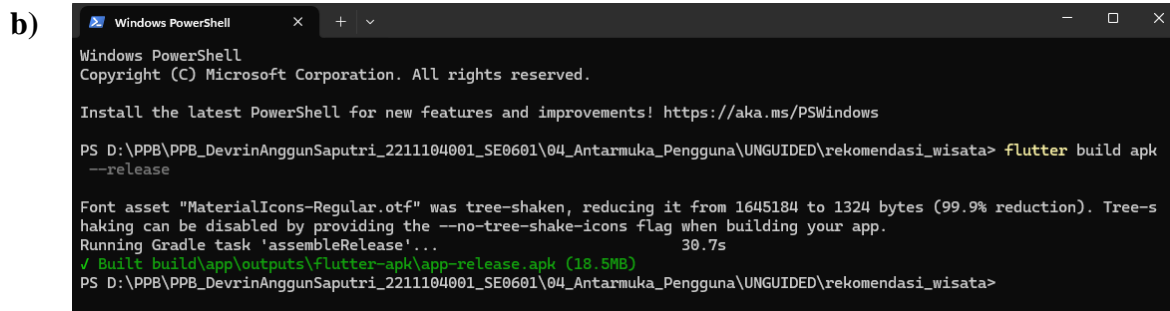 b)
Windows PowerShell
Windows PowerShell
Copyright (C) Microsoft Corporation. All rights reserved.
Install the latest PowerShell for new features and improvements! https://aka.ms/PSWindows
PS D:\PPB\PPB_DevrinAnggunSaputri_2211104001_SE0601\04_Antarmuka_Pengguna\UNGUIDED\rekomendasi_wisata> flutter build apk
--release
Font asset "MaterialIcons-Regular.otf" was tree-shaken, reducing it from 1645184 to 1324 bytes (99.9% reduction). Tree-s
haking can be disabled by providing the --no-tree-shake-icons flag when building your app.
Running Gradle task 'assembleRelease'... 30.7s
√ Built build\app\outputs\flutter-apk\app-release.apk (18.5MB)
PS D:\PPB\PPB_DevrinAnggunSaputri_2211104001_SE0601\04_Antarmuka_Pengguna\UNGUIDED\rekomendasi_wisata>